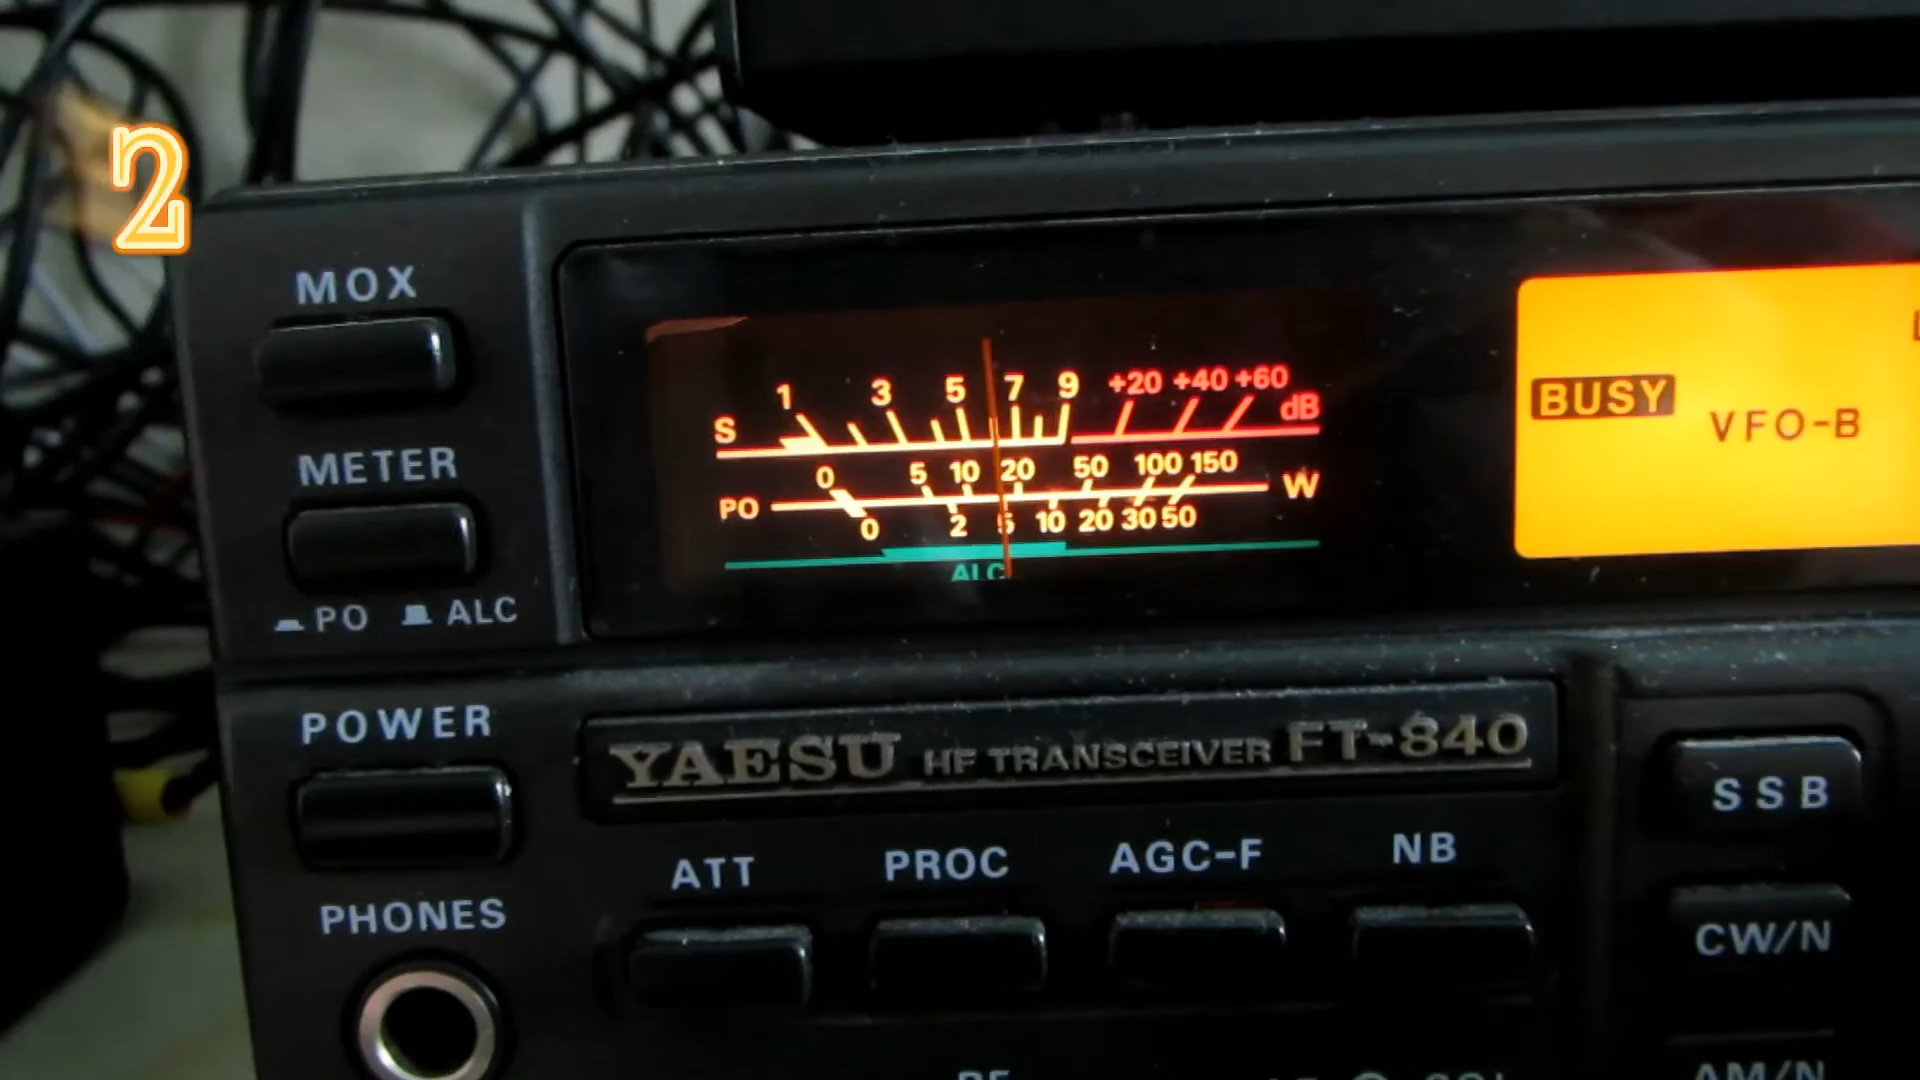 2
MOX
METER
PO ALC
POWER
PHONES
S 1 3 5 7 9 +20 +40 +60 dB
0 5 10 20 50 100 150 W
PO
0 2 5 10 20 30 50
ALC
BUSY
VFO-B
YAESU HF TRANSCEIVER FT-840
ATT PROC AGC-F NB
SSB
CW/N
AM/N
RF